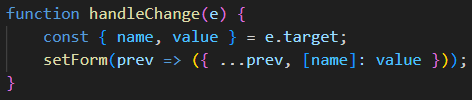 function handleChange(e) {
    const { name, value } = e.target;
    setForm(prev => ({ ...prev, [name]: value }));
}